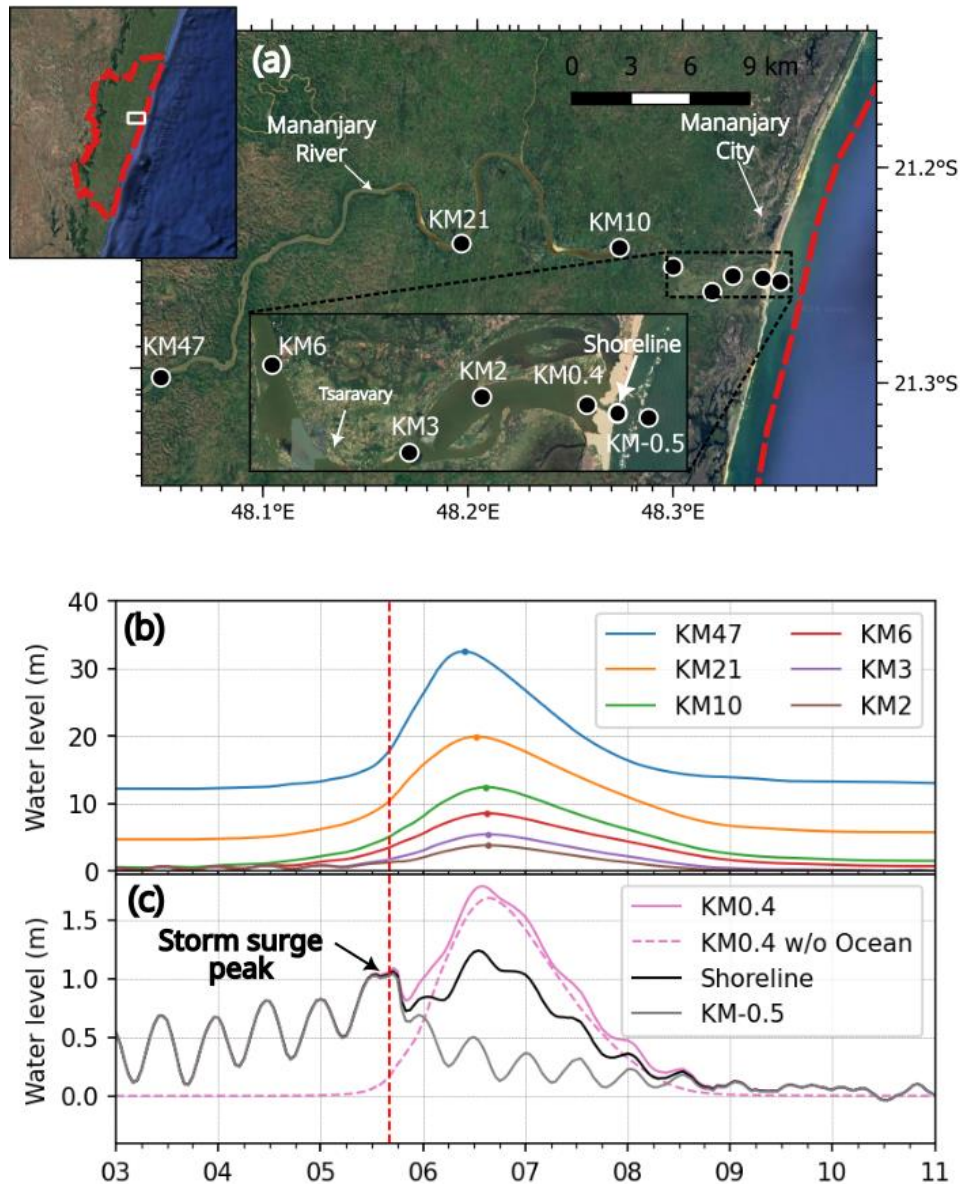 (a)
0 3 6 9 km
Mananjary
River
Mananjary
City
21.2°S
KM21
KM10
KM47
KM6
Shoreline
KM2
KM0.4
Tsaravary
KM3
KM-0.5
21.3°S
48.1°E 48.2°E 48.3°E
(b)
40
30
20
10
0
Water level (m)
KM47 KM6
KM21 KM3
KM10 KM2
(c)
1.5
1.0
0.5
0.0
Water level (m)
Storm surge
peak
KM0.4
KM0.4 w/o Ocean
Shoreline
KM-0.5
03 04 05 06 07 08 09 10 11